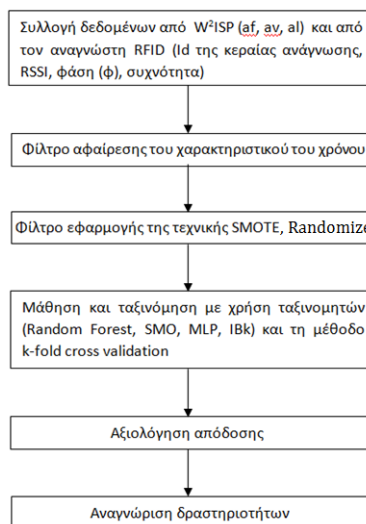 Συλλογή δεδομένων από W²ISP (af, av, al) και από
τον αναγνώστη RFID (Id της κεραίας ανάγνωσης,
RSSI, φάση (φ), συχνότητα)
Φίλτρο αφαίρεσης του χαρακτηριστικού του χρόνου
Φίλτρο εφαρμογής της τεχνικής SMOTE, Randomize
Μάθηση και ταξινόμηση με χρήση ταξινομητών
(Random Forest, SMO, MLP, IBk) και τη μέθοδο
k-fold cross validation
Αξιολόγηση απόδοσης
Αναγνώριση δραστηριοτήτων